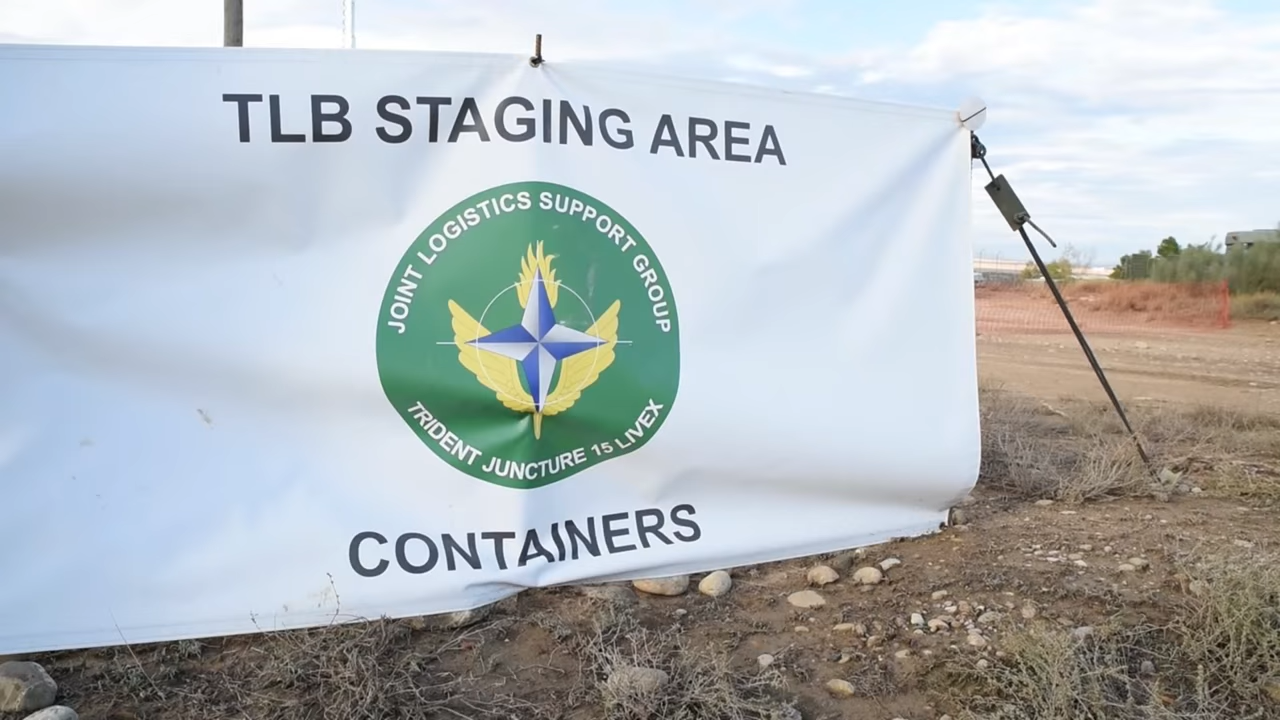 TLB STAGING AREA
JOINT LOGISTICS SUPPORT GROUP
TRIDENT JUNCTURE 15 LIVEX
CONTAINERS